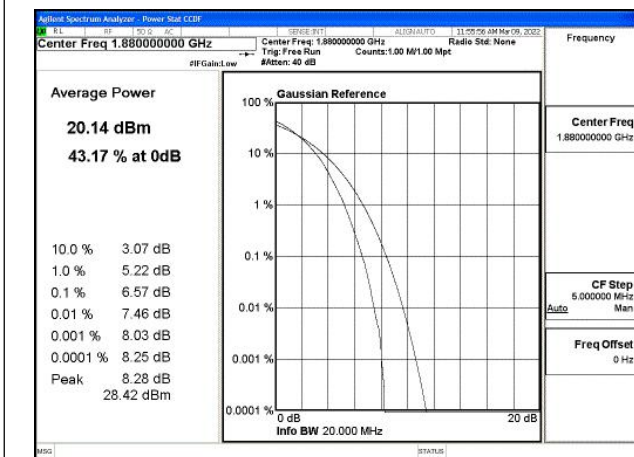 Agilent Spectrum Analyzer - Power Stat CCDF
RL RF 50 Ω AC SENSE:INT ALIGNAUTO 11:55:56 AM Mar 09, 2022
Center Freq 1.880000000 GHz
Center Freq: 1.880000000 GHz Radio Std: None
Trig: Free Run Counts:1.00 M/1.00 Mpt
#IFGain:Low #Atten: 40 dB
Frequency
Average Power
20.14 dBm
43.17 % at 0dB
10.0 % 3.07 dB
1.0 % 5.22 dB
0.1 % 6.57 dB
0.01 % 7.46 dB
0.001 % 8.03 dB
0.0001 % 8.25 dB
Peak 8.28 dB
28.42 dBm
Gaussian Reference
100 %
10 %
1 %
0.1 %
0.01 %
0.001 %
0.0001 %
0 dB 20 dB
Info BW 20.000 MHz
Center Freq
1.880000000 GHz
CF Step
5.000000 MHz
Auto Man
Freq Offset
0 Hz
MSG STATUS